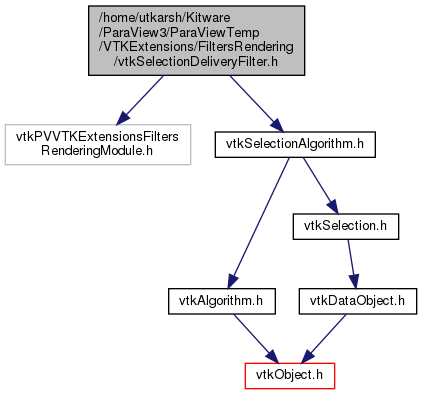 /home/utkarsh/Kitware
/ParaView3/ParaViewTemp
/VTKExtensions/FiltersRendering
/vtkSelectionDeliveryFilter.h
vtkPVVTKExtensionsFilters
RenderingModule.h
vtkSelectionAlgorithm.h
vtkSelection.h
vtkAlgorithm.h
vtkDataObject.h
vtkObject.h